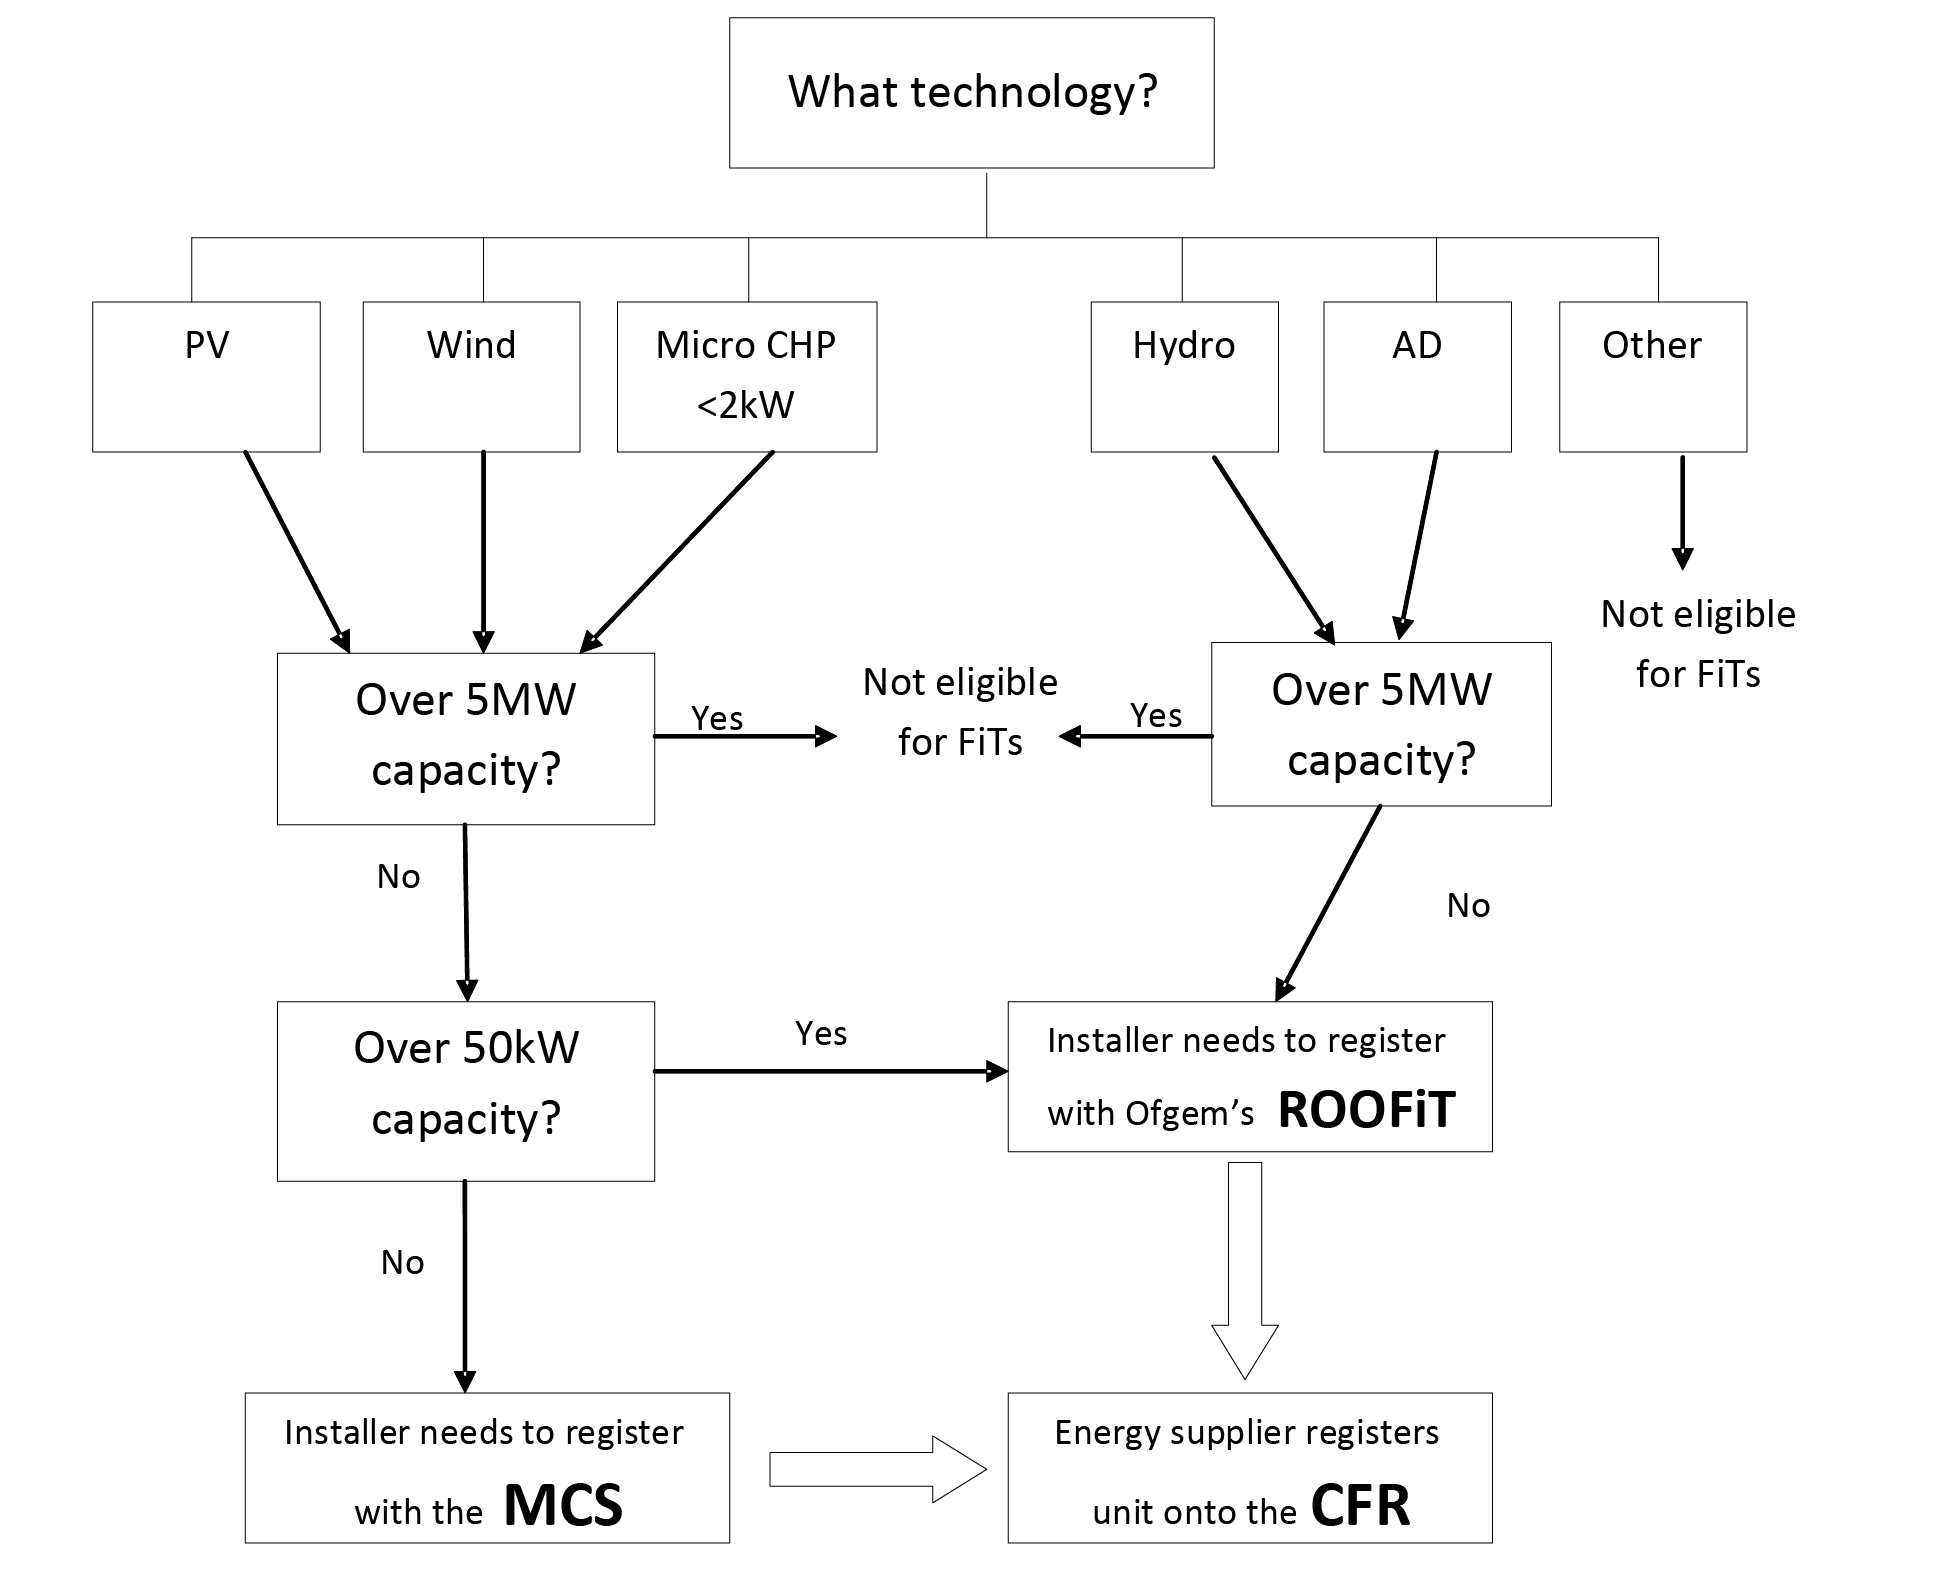 What technology?
PV
Wind
Micro CHP
<2kW
Hydro
AD
Other
Not eligible
for FiTs
Over 5MW
capacity?
Yes
Not eligible
for FiTs
Yes
Over 5MW
capacity?
No
No
Over 50kW
capacity?
Yes
Installer needs to register
with Ofgem’s ROOFiT
No
Installer needs to register
with the MCS
Energy supplier registers
unit onto the CFR